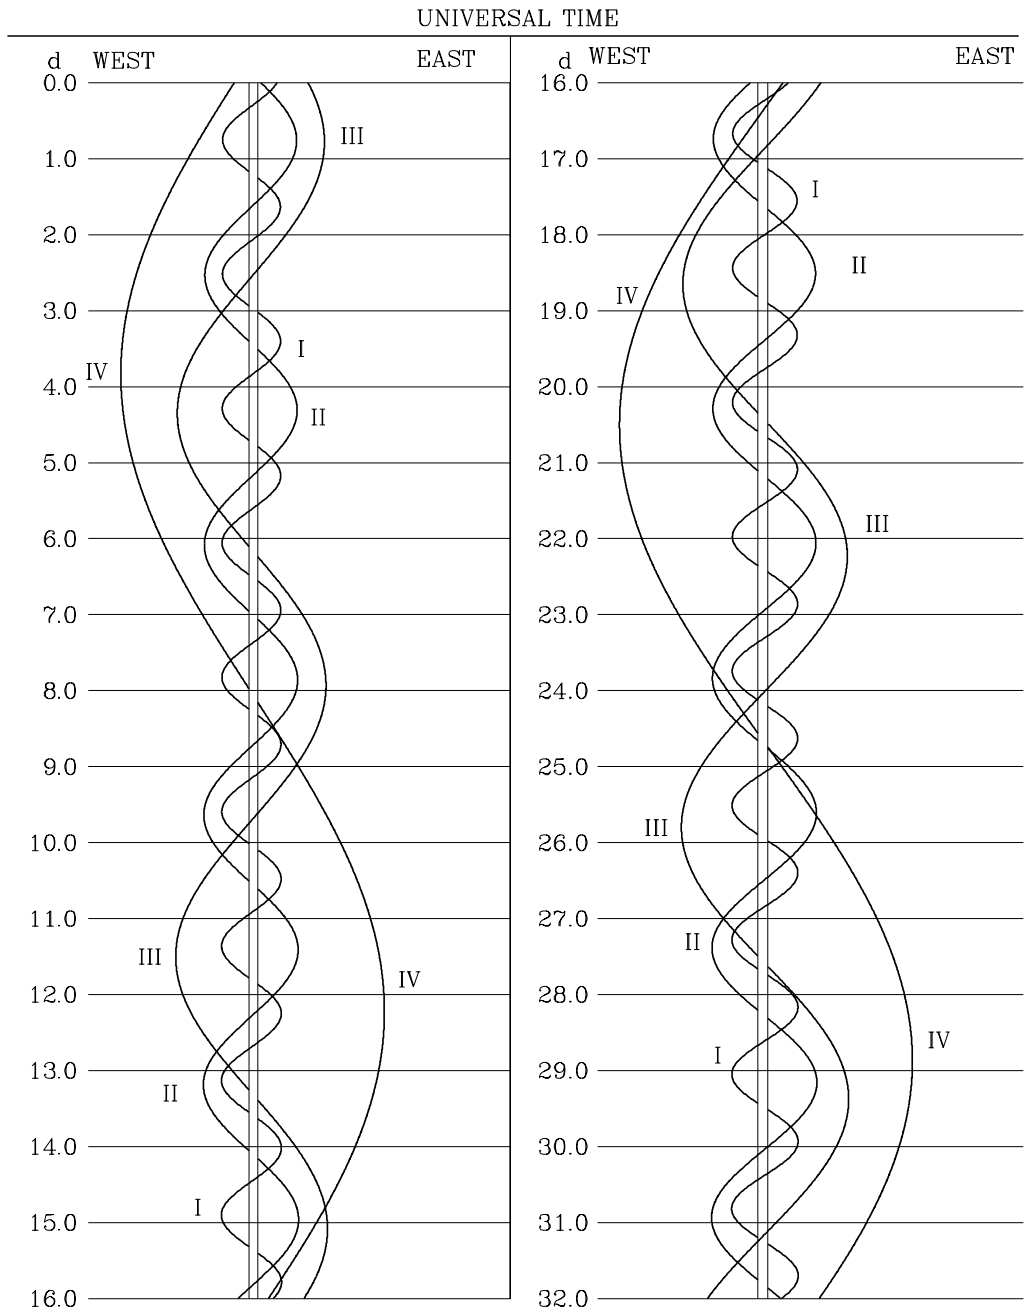 UNIVERSAL TIME
d WEST EAST
0.0
III
1.0
2.0
3.0
I
IV
4.0
II
5.0
6.0
7.0
8.0
9.0
10.0
11.0
III
IV
12.0
13.0
II
14.0
I
15.0
16.0
d WEST EAST
16.0
17.0
I
18.0
II
IV
19.0
20.0
21.0
III
22.0
23.0
24.0
25.0
III
26.0
27.0
II
28.0
IV
I
29.0
30.0
31.0
32.0